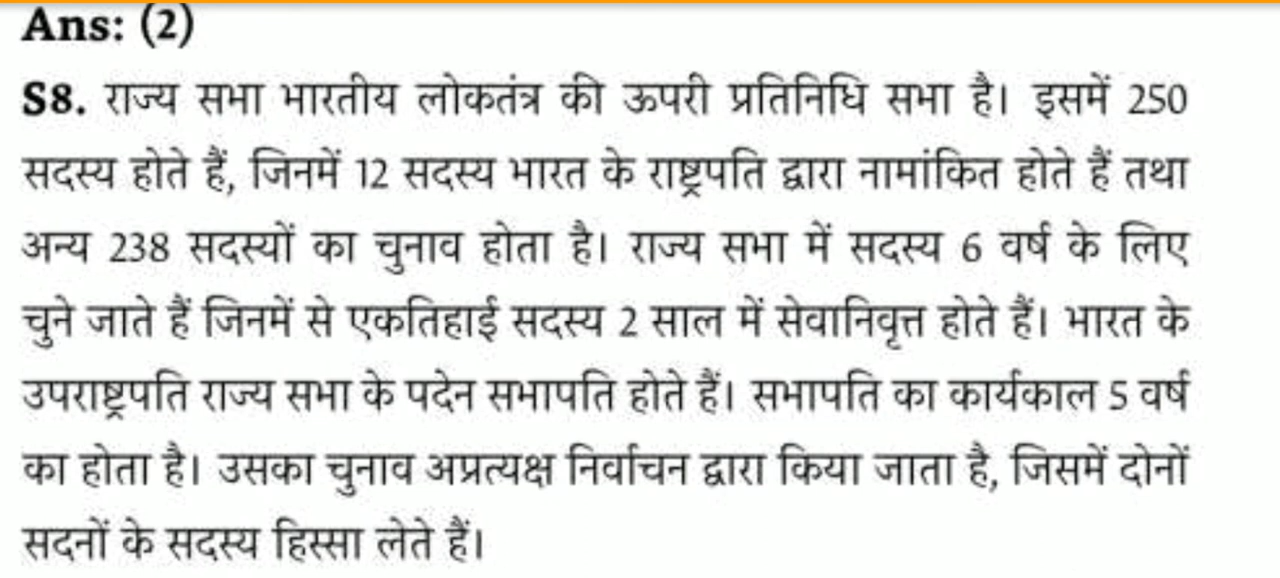 Ans: (2)
S8. राज्य सभा भारतीय लोकतंत्र की ऊपरी प्रतिनिधि सभा है। इसमें 250
सदस्य होते हैं, जिनमें 12 सदस्य भारत के राष्ट्रपति द्वारा नामांकित होते हैं तथा
अन्य 238 सदस्यों का चुनाव होता है। राज्य सभा में सदस्य 6 वर्ष के लिए
चुने जाते हैं जिनमें से एकतिहाई सदस्य 2 साल में सेवानिवृत्त होते हैं। भारत के
उपराष्ट्रपति राज्य सभा के पदेन सभापति होते हैं। सभापति का कार्यकाल 5 वर्ष
का होता है। उसका चुनाव अप्रत्यक्ष निर्वाचन द्वारा किया जाता है, जिसमें दोनों
सदनों के सदस्य हिस्सा लेते हैं।